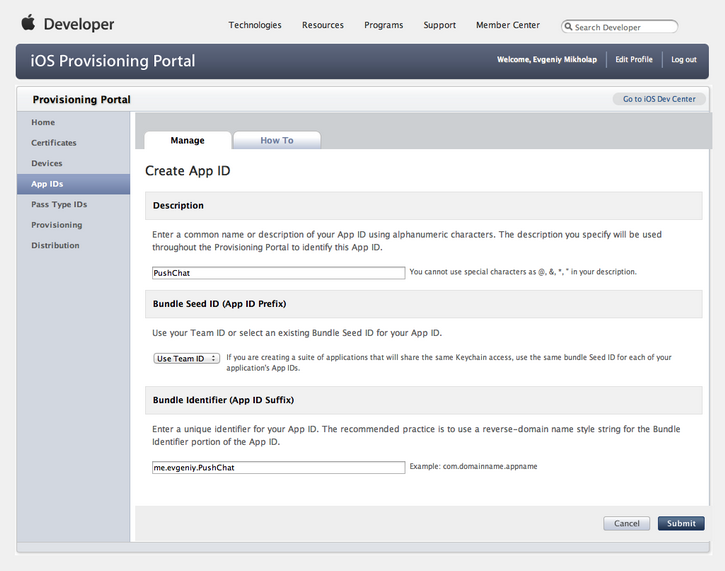 Developer
Technologies Resources Programs Support Member Center Search Developer
iOS Provisioning Portal
Welcome, Evgeniy Mikholap Edit Profile Log out
Provisioning Portal
Go to iOS Dev Center
Home
Certificates
Devices
App IDs
Pass Type IDs
Provisioning
Distribution
Manage How To
Create App ID
Description
Enter a common name or description of your App ID using alphanumeric characters. The description you specify will be used
throughout the Provisioning Portal to identify this App ID.
PushChat You cannot use special characters as @, &, *, " in your description.
Bundle Seed ID (App ID Prefix)
Use your Team ID or select an existing Bundle Seed ID for your App ID.
Use Team ID If you are creating a suite of applications that will share the same Keychain access, use the same bundle Seed ID for each of your
application's App IDs.
Bundle Identifier (App ID Suffix)
Enter a unique identifier for your App ID. The recommended practice is to use a reverse-domain name style string for the Bundle
Identifier portion of the App ID.
me.evgeniy.PushChat Example: com.domainname.appname
Cancel Submit